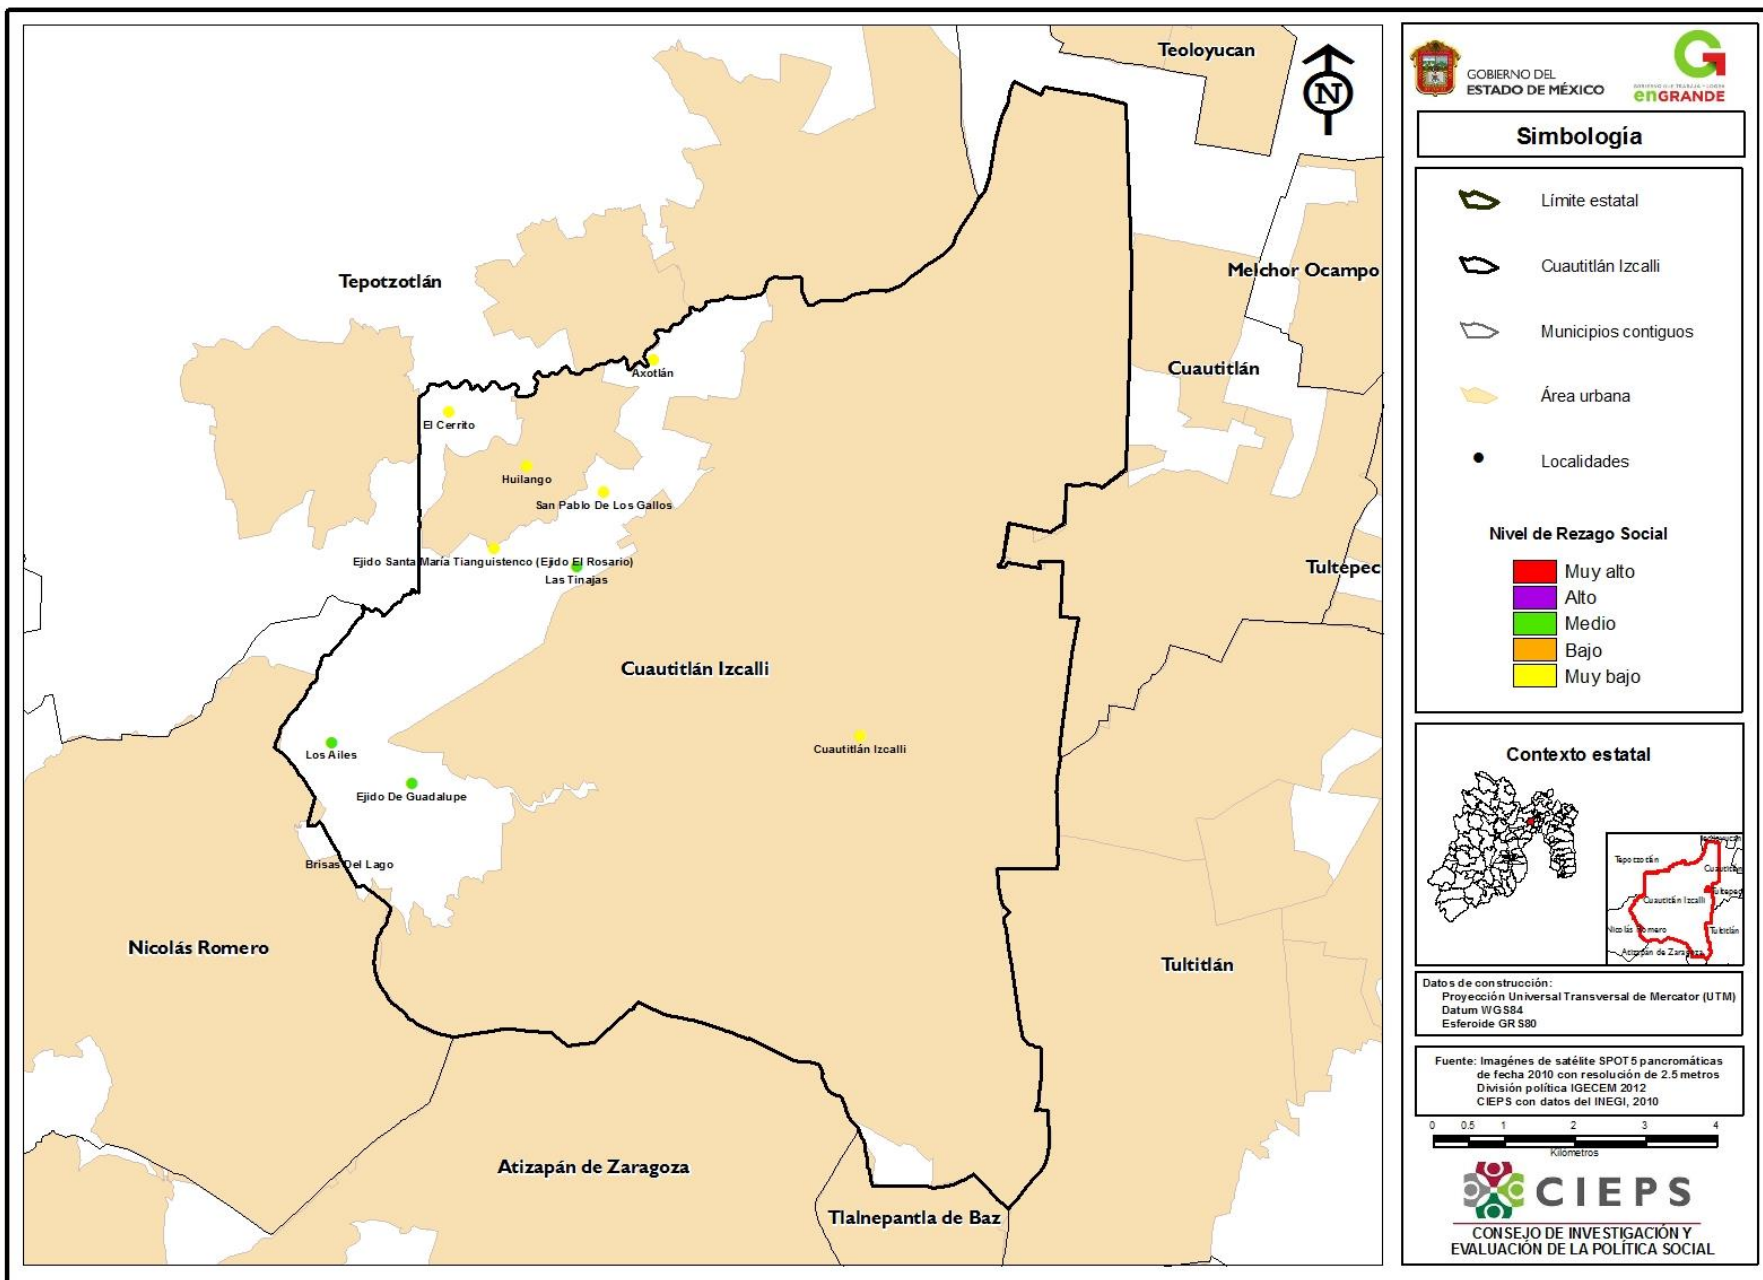 Teoloyucan
N
Tepotzotlán
Melchor Ocampo
Axotlán
Cuautitlán
El Cerrito
Huilango
San Pablo De Los Gallos
Ejido Santa María Tianguistenco (Ejido El Rosario)
Las Tinajas
Tultepec
Cuautitlán Izcalli
Los Ailes
Cuautitlán Izcalli
Ejido De Guadalupe
Brisas Del Lago
Nicolás Romero
Tultitlán
Atizapán de Zaragoza
Tlalnepantla de Baz
GOBIERNO DEL
ESTADO DE MÉXICO
enGRANDE
Simbología
Límite estatal
Cuautitlán Izcalli
Municipios contiguos
Área urbana
Localidades
Nivel de Rezago Social
Muy alto
Alto
Medio
Bajo
Muy bajo
Contexto estatal
Tepotzotlán
Cuautitlán
Tultepec
Cuautitlán Izcalli
Nicolás Romero
Tultitlán
Atizapán de Zaragoza
Datos de construcción:
Proyección Universal Transversal de Mercator (UTM)
Datum WGS84
Esferoide GRS80
Fuente: Imagénes de satélite SPOT5 pancromáticas
de fecha 2010 con resolución de 2.5 metros
División política IGECEM 2012
CIEPS con datos del INEGI, 2010
0 0.5 1 2 3 4
Kilómetros
CIEPS
CONSEJO DE INVESTIGACIÓN Y
EVALUACIÓN DE LA POLÍTICA SOCIAL